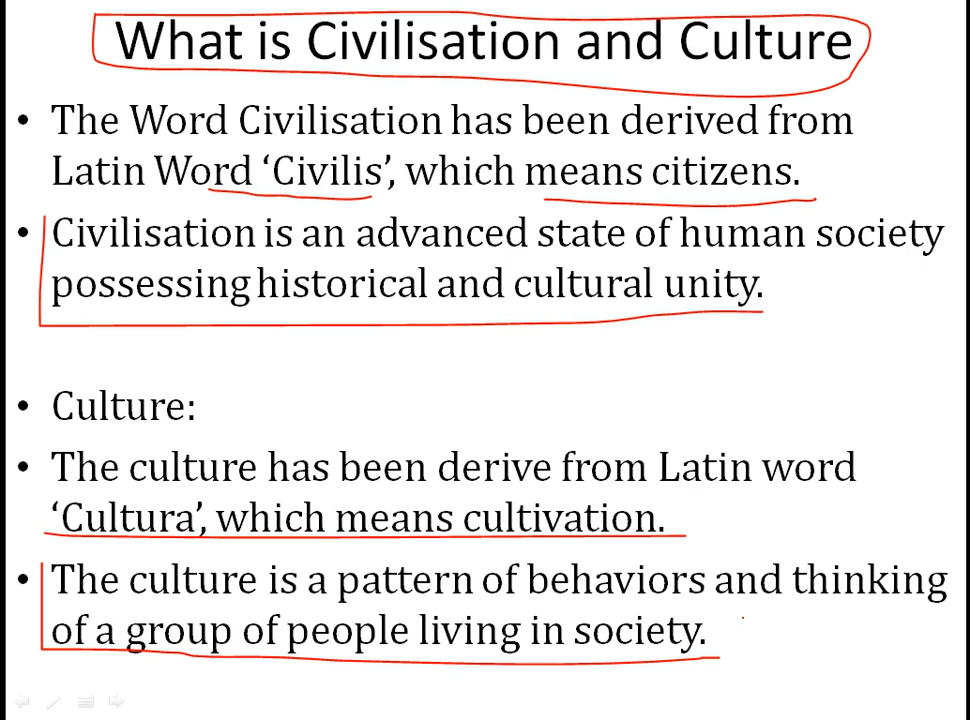 What is Civilisation and Culture
• The Word Civilisation has been derived from
Latin Word ‘Civilis’, which means citizens.
• Civilisation is an advanced state of human society
possessing historical and cultural unity.
• Culture:
• The culture has been derive from Latin word
‘Cultura’, which means cultivation.
• The culture is a pattern of behaviors and thinking
of a group of people living in society.